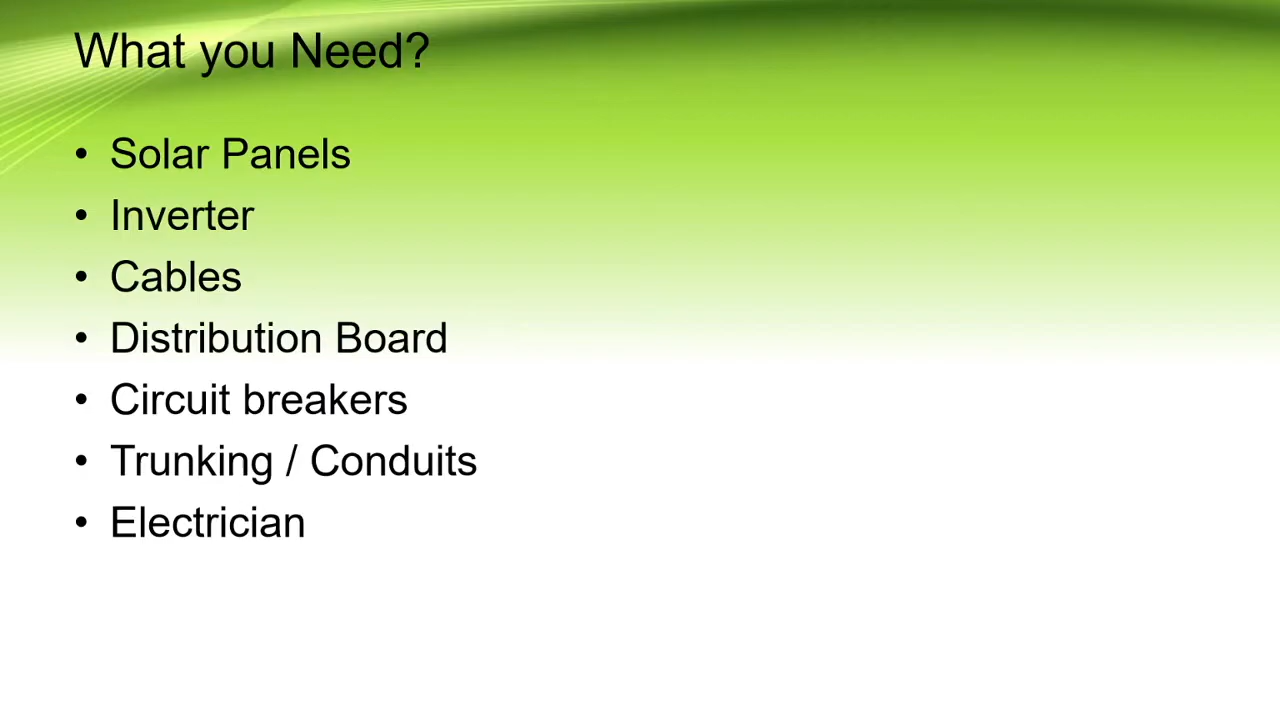 What you Need?
• Solar Panels
• Inverter
• Cables
• Distribution Board
• Circuit breakers
• Trunking / Conduits
• Electrician